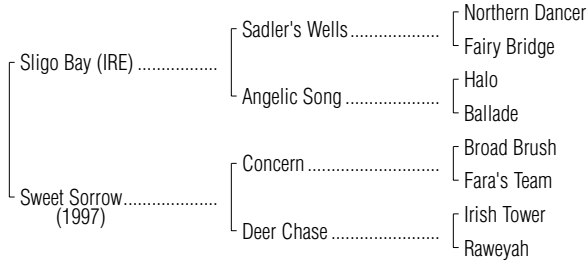 Northern Dancer
Sadler's Wells
Fairy Bridge
Sligo Bay (IRE)
Halo
Angelic Song
Ballade
Broad Brush
Concern
Fara's Team
Sweet Sorrow
(1997)
Irish Tower
Deer Chase
Raweyah